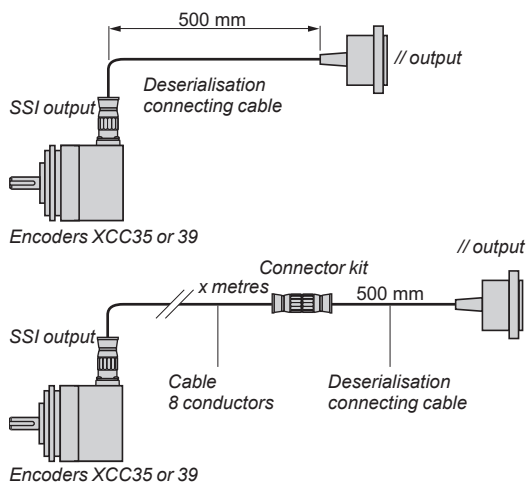 500 mm
// output
Deserialisation
connecting cable
SSI output
Encoders XCC35 or 39
// output
Connector kit
x metres
500 mm
SSI output
Cable
8 conductors
Deserialisation
connecting cable
Encoders XCC35 or 39